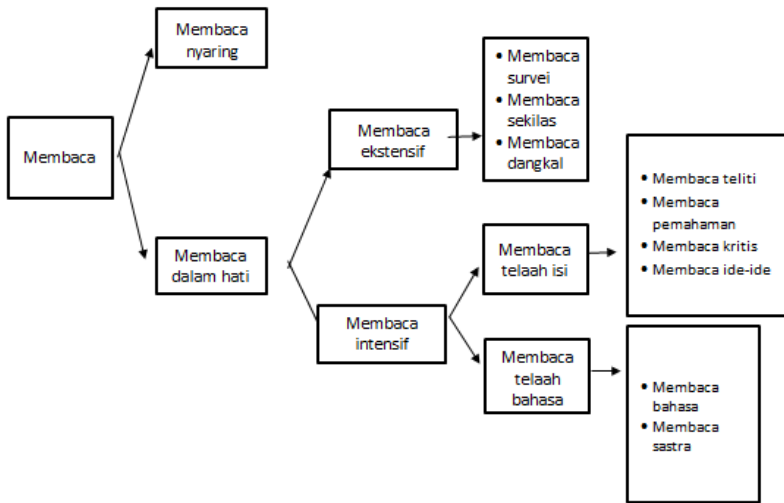 Membaca
Membaca
nyaring
Membaca
dalam hati
Membaca
ekstensif
Membaca
intensif
• Membaca
survei
• Membaca
sekilas
• Membaca
dangkal
Membaca
telaah isi
Membaca
telaah
bahasa
• Membaca teliti
• Membaca
pemahaman
• Membaca kritis
• Membaca ide-ide
• Membaca
bahasa
• Membaca
sastra